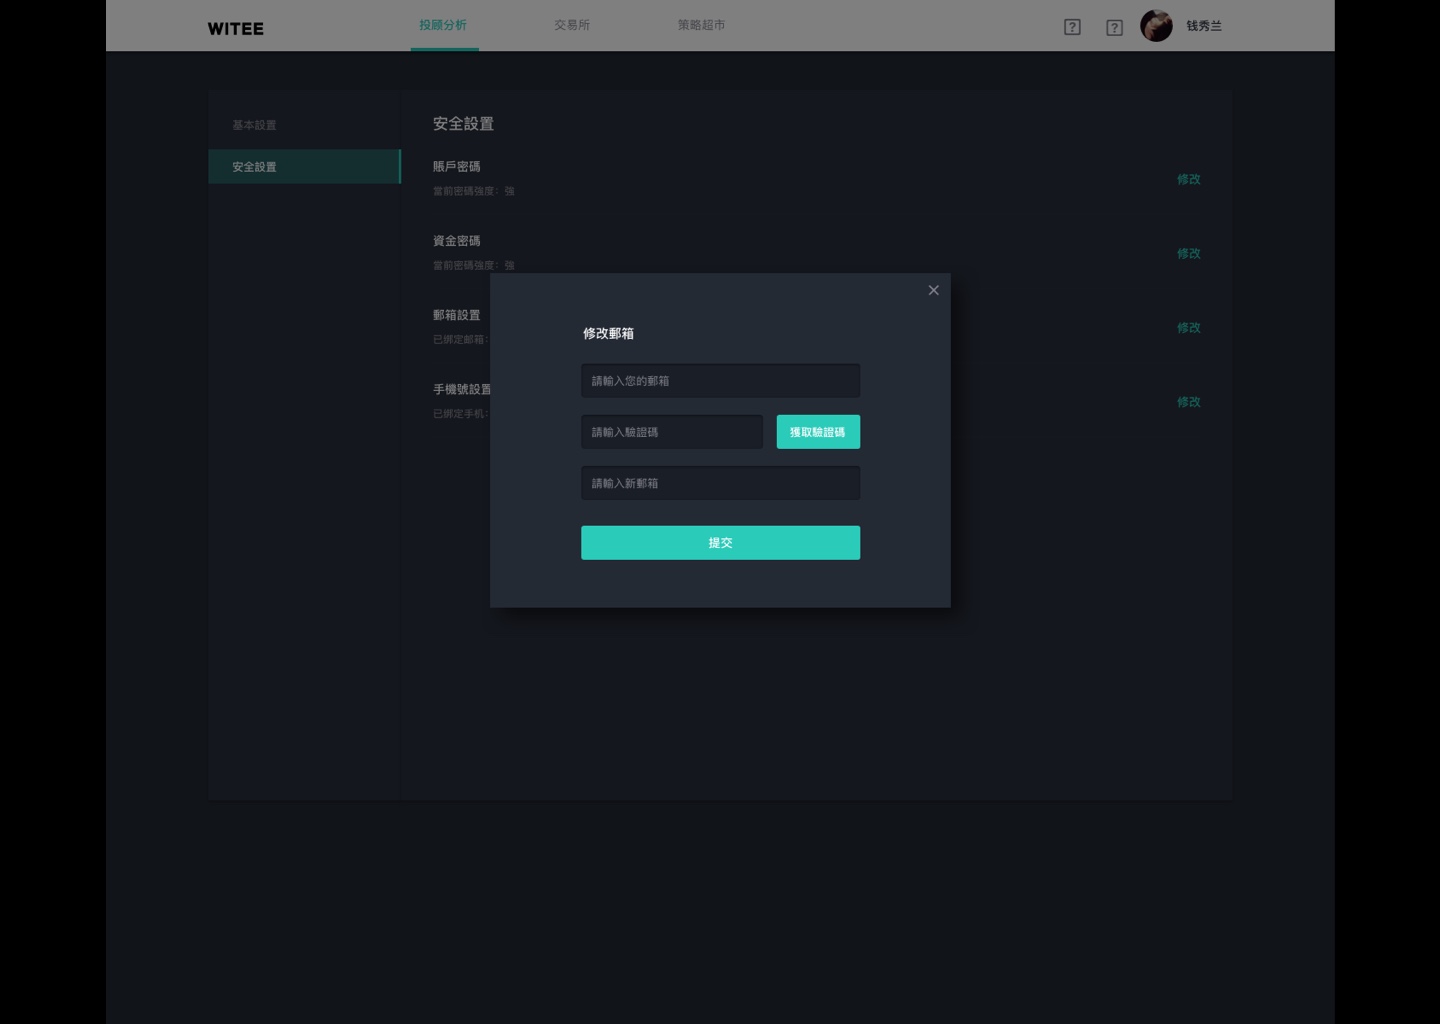 WITEE
投顾分析
交易所
策略超市
?
?
钱秀兰
基本設置
安全設置
安全設置
賬戶密碼
當前密碼強度：強
修改
資金密碼
當前密碼強度：強
修改
郵箱設置
已绑定邮箱：
修改
手機號設置
已绑定手机：
修改
修改郵箱
請輸入您的郵箱
請輸入驗證碼
獲取驗證碼
請輸入新郵箱
提交